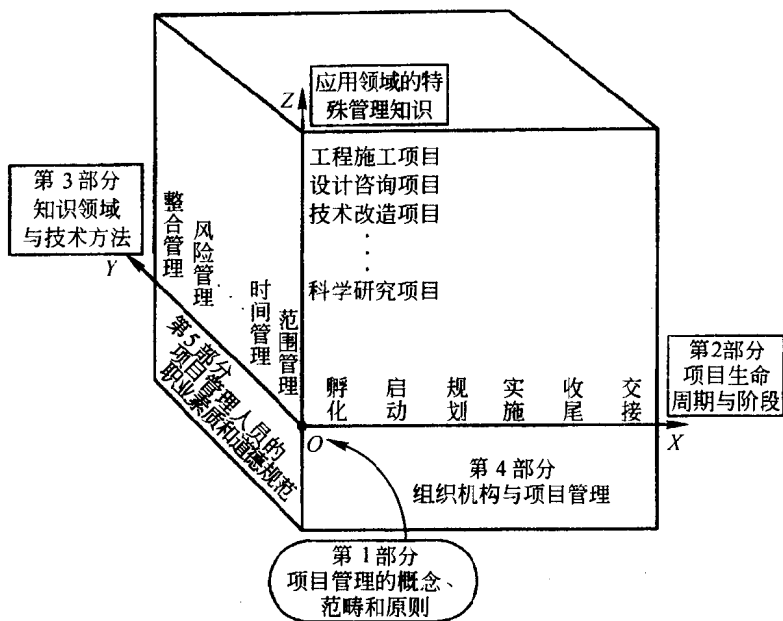 Z
应用领域的特
殊管理知识
工程施工项目
设计咨询项目
技术改造项目
科学研究项目
第 3 部分
知识领域
与技术方法
Y
整合管理
风险管理
时间管理
范围管理
第5部分
项目管理人员的
职业素质和道德规范
孵化
启动
规划
实施
收尾
交接
第2部分
项目生命
周期与阶段
X
O
第 4 部分
组织机构与项目管理
第 1 部分
项目管理的概念、
范畴和原则